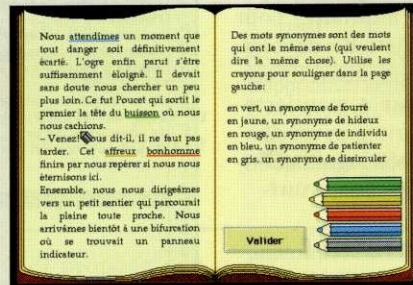 Nous attendîmes un moment que
tout danger soit définitivement
écarté. L'ogre enfin parut s'être
suffisamment éloigné. Il devait
sans doute nous chercher un peu
plus loin. Ce fut Poucet qui sortit le
premier la tête du buisson où nous
nous cachions.
– Venez! nous dit-il, il ne faut pas
tarder. Cet affreux bonhomme
finira par nous repérer si nous nous
éternisons ici.
Ensemble, nous nous dirigeâmes
vers un petit sentier qui parcourait
la plaine toute proche. Nous
arrivâmes bientôt à une bifurcation
où se trouvait un panneau
indicateur.
Des mots synonymes sont des mots
qui ont le même sens (qui veulent
dire la même chose). Utilise les
crayons pour souligner dans la page
gauche:
en vert, un synonyme de fourré
en jaune, un synonyme de hideux
en rouge, un synonyme de individu
en bleu, un synonyme de patienter
en gris, un synonyme de dissimuler
Valider